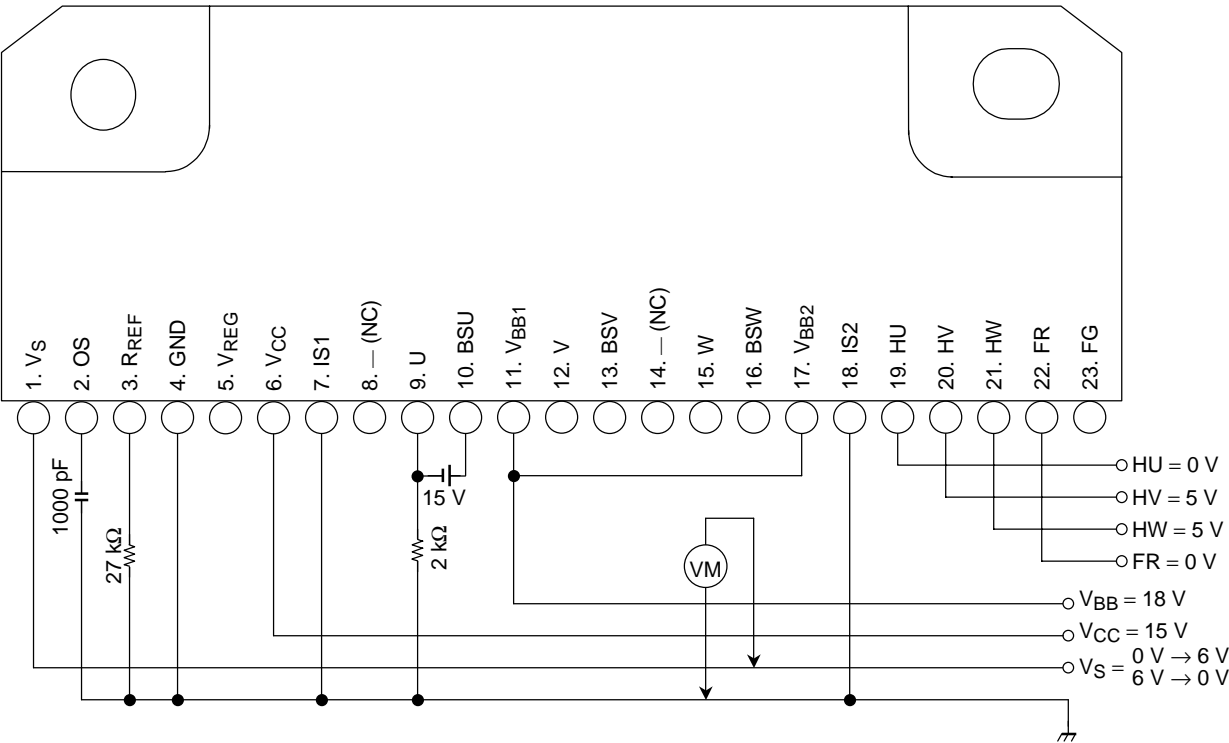 1. VS
2. OS
3. RREF
4. GND
5. VREG
6. VCC
7. IS1
8. — (NC)
9. U
10. BSU
11. VBB1
12. V
13. BSV
14. — (NC)
15. W
16. BSW
17. VBB2
18. IS2
19. HU
20. HV
21. HW
22. FR
23. FG
1000 pF
27 kΩ
15 V
2 kΩ
VM
HU = 0 V
HV = 5 V
HW = 5 V
FR = 0 V
VBB = 18 V
VCC = 15 V
VS = 0 V → 6 V
6 V → 0 V